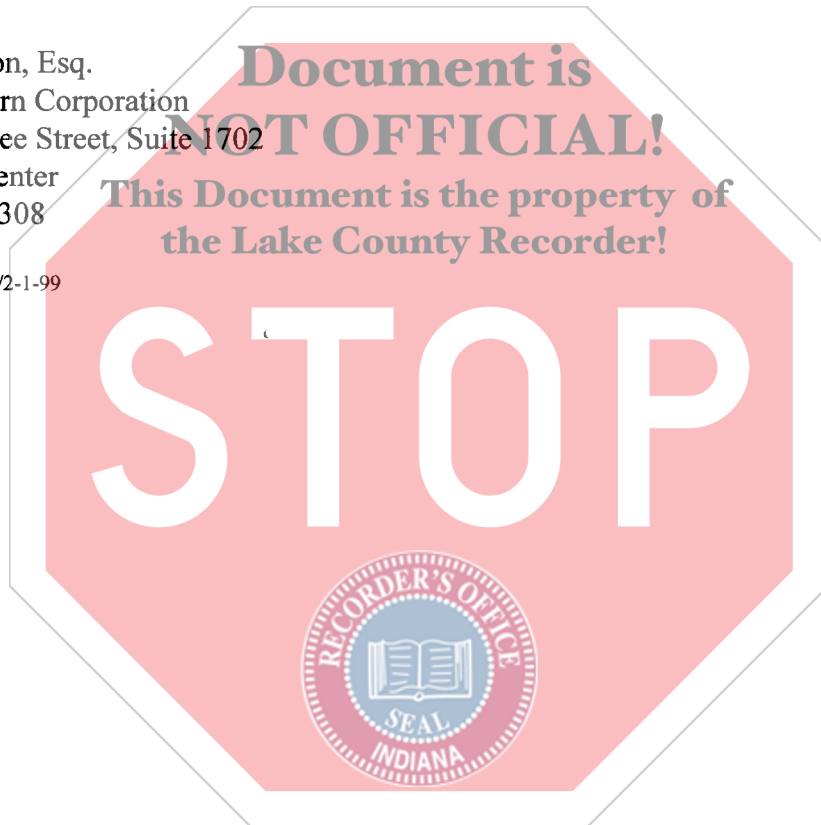 on, Esq.
rn Corporation
ee Street, Suite 1702
enter
308
/2-1-99
Document is
NOT OFFICIAL!
This Document is the property of
the Lake County Recorder!
STOP
RECORDER'S OFFICE
SEAL
INDIANA